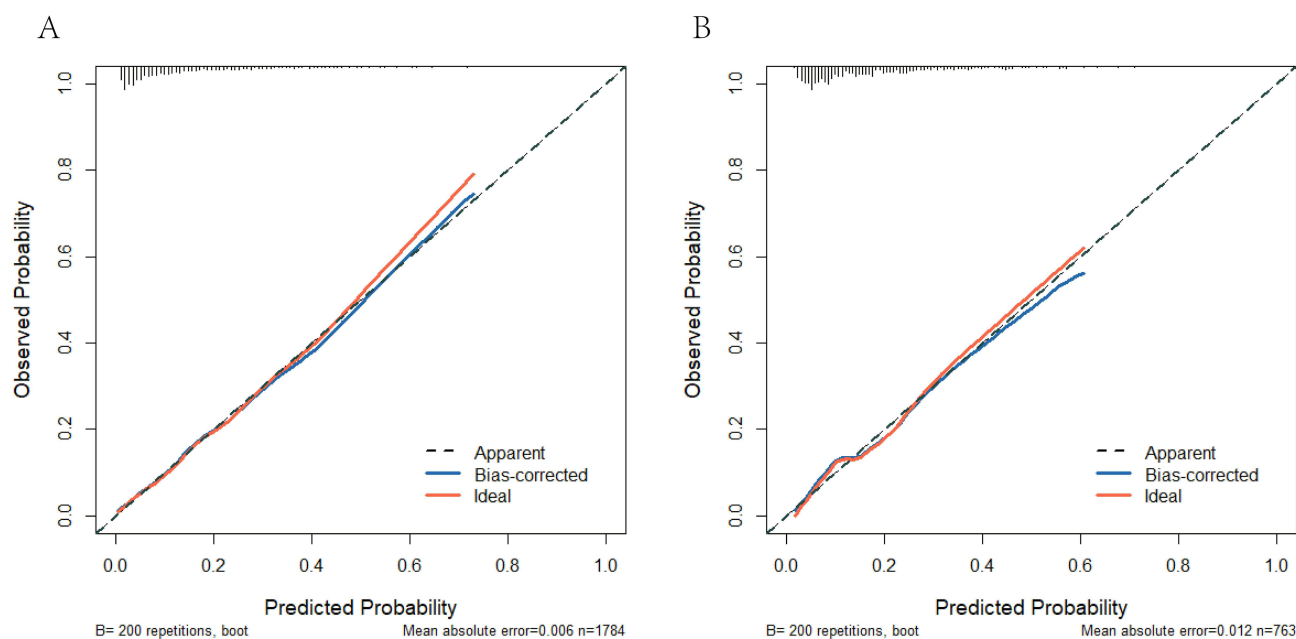 A
1.0
0.8
0.6
0.4
0.2
0.0
Observed Probability
Apparent
Bias-corrected
Ideal
0.0 0.2 0.4 0.6 0.8 1.0
Predicted Probability
B= 200 repetitions, boot
Mean absolute error=0.006 n=1784
B
1.0
0.8
0.6
0.4
0.2
0.0
Observed Probability
Apparent
Bias-corrected
Ideal
0.0 0.2 0.4 0.6 0.8 1.0
Predicted Probability
B= 200 repetitions, boot
Mean absolute error=0.012 n=763